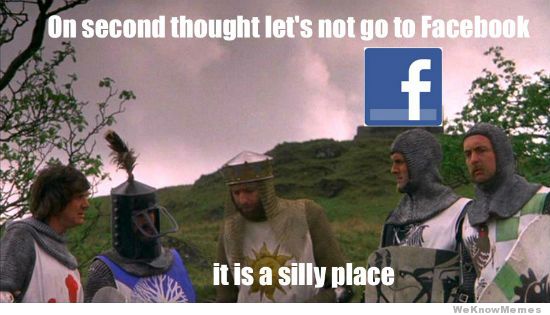 On second thought let's not go to Facebook
f
it is a silly place
WeKnowMemes